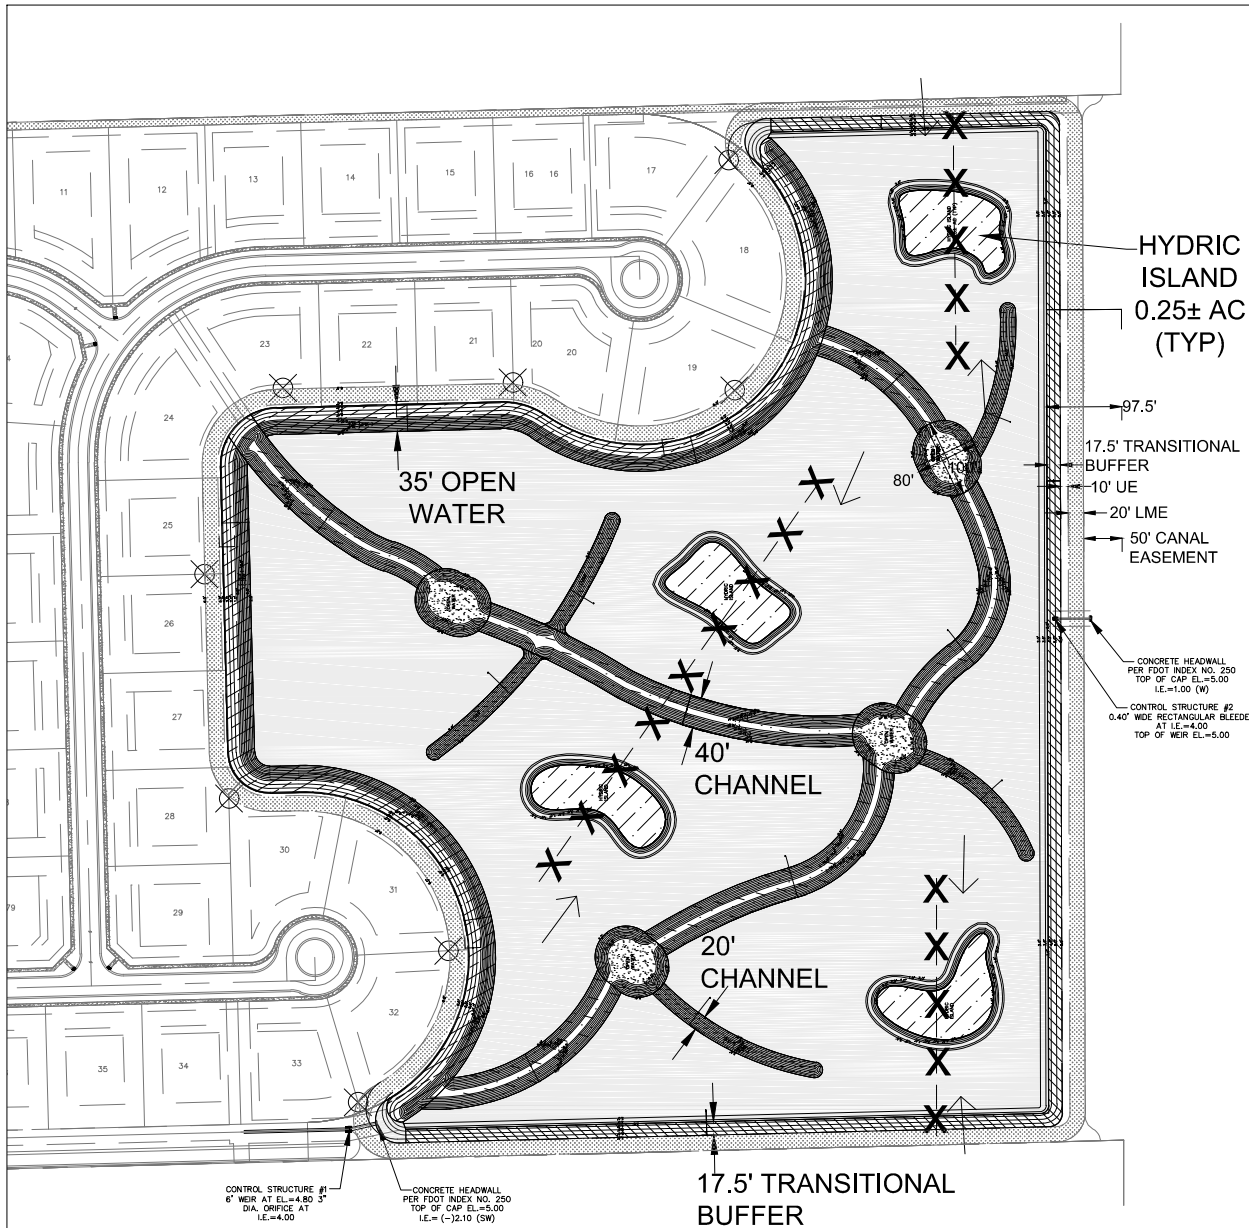 11
12
13
14
15
16 16
17
18
HYDRIC
ISLAND
0.25± AC
(TYP)
23
22
21
20
20
19
24
97.5'
17.5' TRANSITIONAL
BUFFER
35' OPEN
WATER
80'
10' UE
20' LME
50' CANAL
EASEMENT
25
26
HYDRIC
ISLAND
CONCRETE HEADWALL
PER FDOT INDEX NO. 250
TOP OF CAP EL.=5.00
I.E.=1.00 (W)
CONTROL STRUCTURE #2
0.40' WIDE RECTANGULAR BLEEDE
AT I.E.=4.00
TOP OF WEIR EL.=5.00
27
40'
CHANNEL
28
30
31
29
79
20'
CHANNEL
32
35
34
33
CONTROL STRUCTURE #1
6" WEIR AT EL.=4.80 3"
DIA. ORIFICE AT
I.E.=4.00
CONCRETE HEADWALL
PER FDOT INDEX NO. 250
TOP OF CAP EL.=5.00
I.E.= (-)2.10 (SW)
17.5' TRANSITIONAL
BUFFER